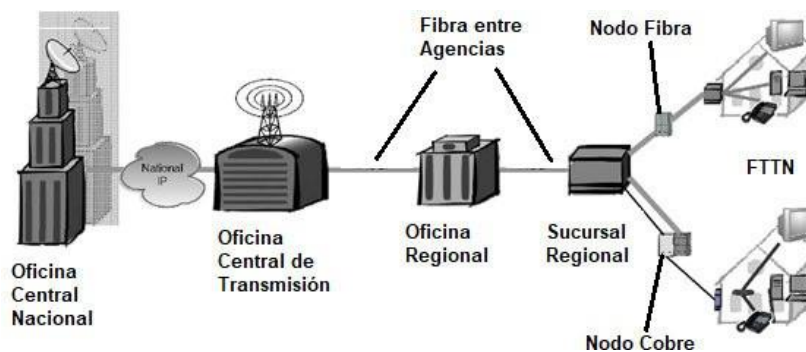 Fibra entre
Agencias
Nodo Fibra
National
IP
FTTN
Oficina
Central
Nacional
Oficina
Central de
Transmisión
Oficina
Regional
Sucursal
Regional
Nodo Cobre